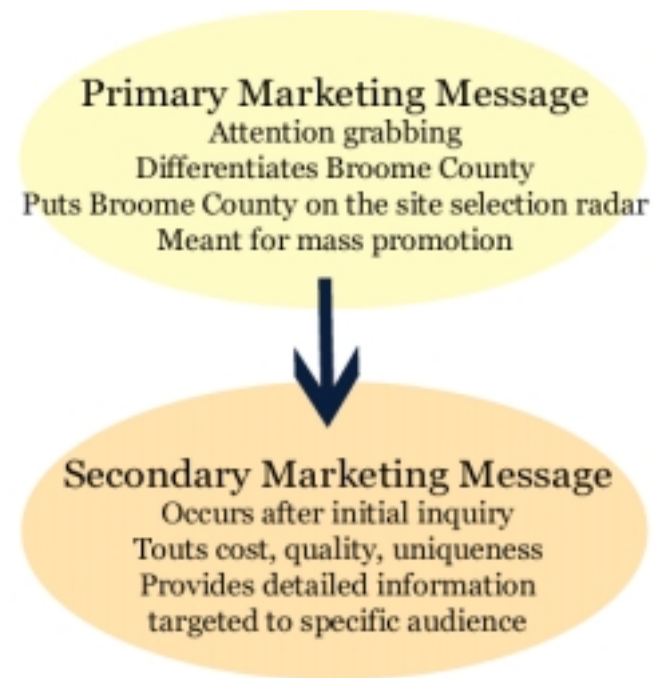 Primary Marketing Message
Attention grabbing
Differentiates Broome County
Puts Broome County on the site selection radar
Meant for mass promotion
Secondary Marketing Message
Occurs after initial inquiry
Touts cost, quality, uniqueness
Provides detailed information
targeted to specific audience